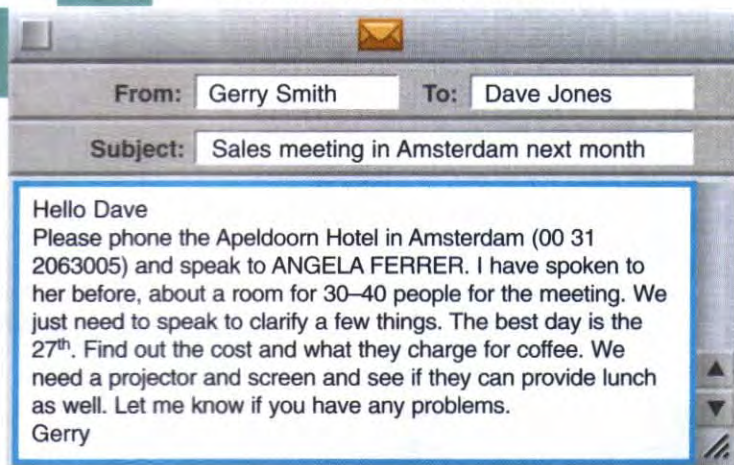 From: Gerry Smith To: Dave Jones
Subject: Sales meeting in Amsterdam next month
Hello Dave
Please phone the Apeldoorn Hotel in Amsterdam (00 31
2063005) and speak to ANGELA FERRER. I have spoken to
her before, about a room for 30–40 people for the meeting. We
just need to speak to clarify a few things. The best day is the
27th. Find out the cost and what they charge for coffee. We
need a projector and screen and see if they can provide lunch
as well. Let me know if you have any problems.
Gerry